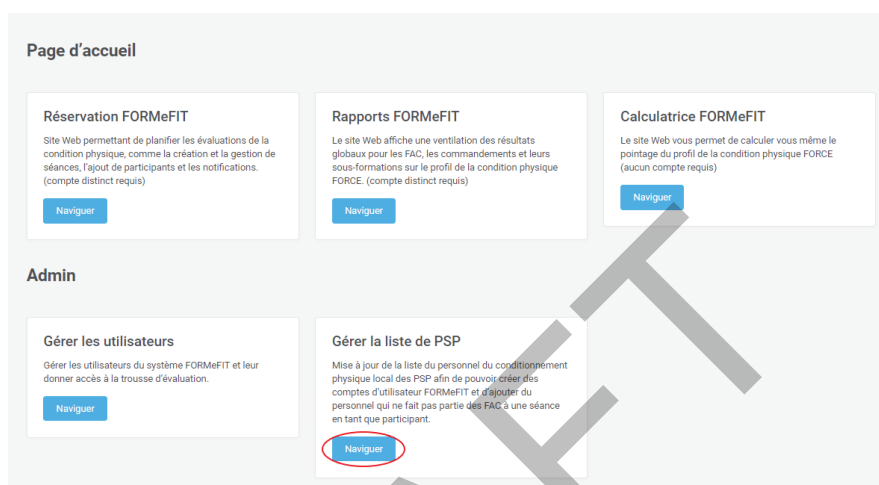 Page d’accueil
Réservation FORMeFIT
Site Web permettant de planifier les évaluations de la
condition physique, comme la création et la gestion de
séances, l'ajout de participants et les notifications.
(compte distinct requis)
Naviguer
Rapports FORMeFIT
Le site Web affiche une ventilation des résultats
globaux pour les FAC, les commandements et leurs
sous-formations sur le profil de la condition physique
FORCE. (compte distinct requis)
Naviguer
Calculatrice FORMeFIT
Le site Web vous permet de calculer vous même le
pointage du profil de la condition physique FORCE
(aucun compte requis)
Naviguer
Admin
Gérer les utilisateurs
Gérer les utilisateurs du système FORMeFIT et leur
donner accès à la trousse d'évaluation.
Naviguer
Gérer la liste de PSP
Mise à jour de la liste du personnel du conditionnement
physique local des PSP afin de pouvoir créer des
comptes d'utilisateur FORMeFIT et d'ajouter du
personnel qui ne fait pas partie des FAC à une séance
en tant que participant.
Naviguer